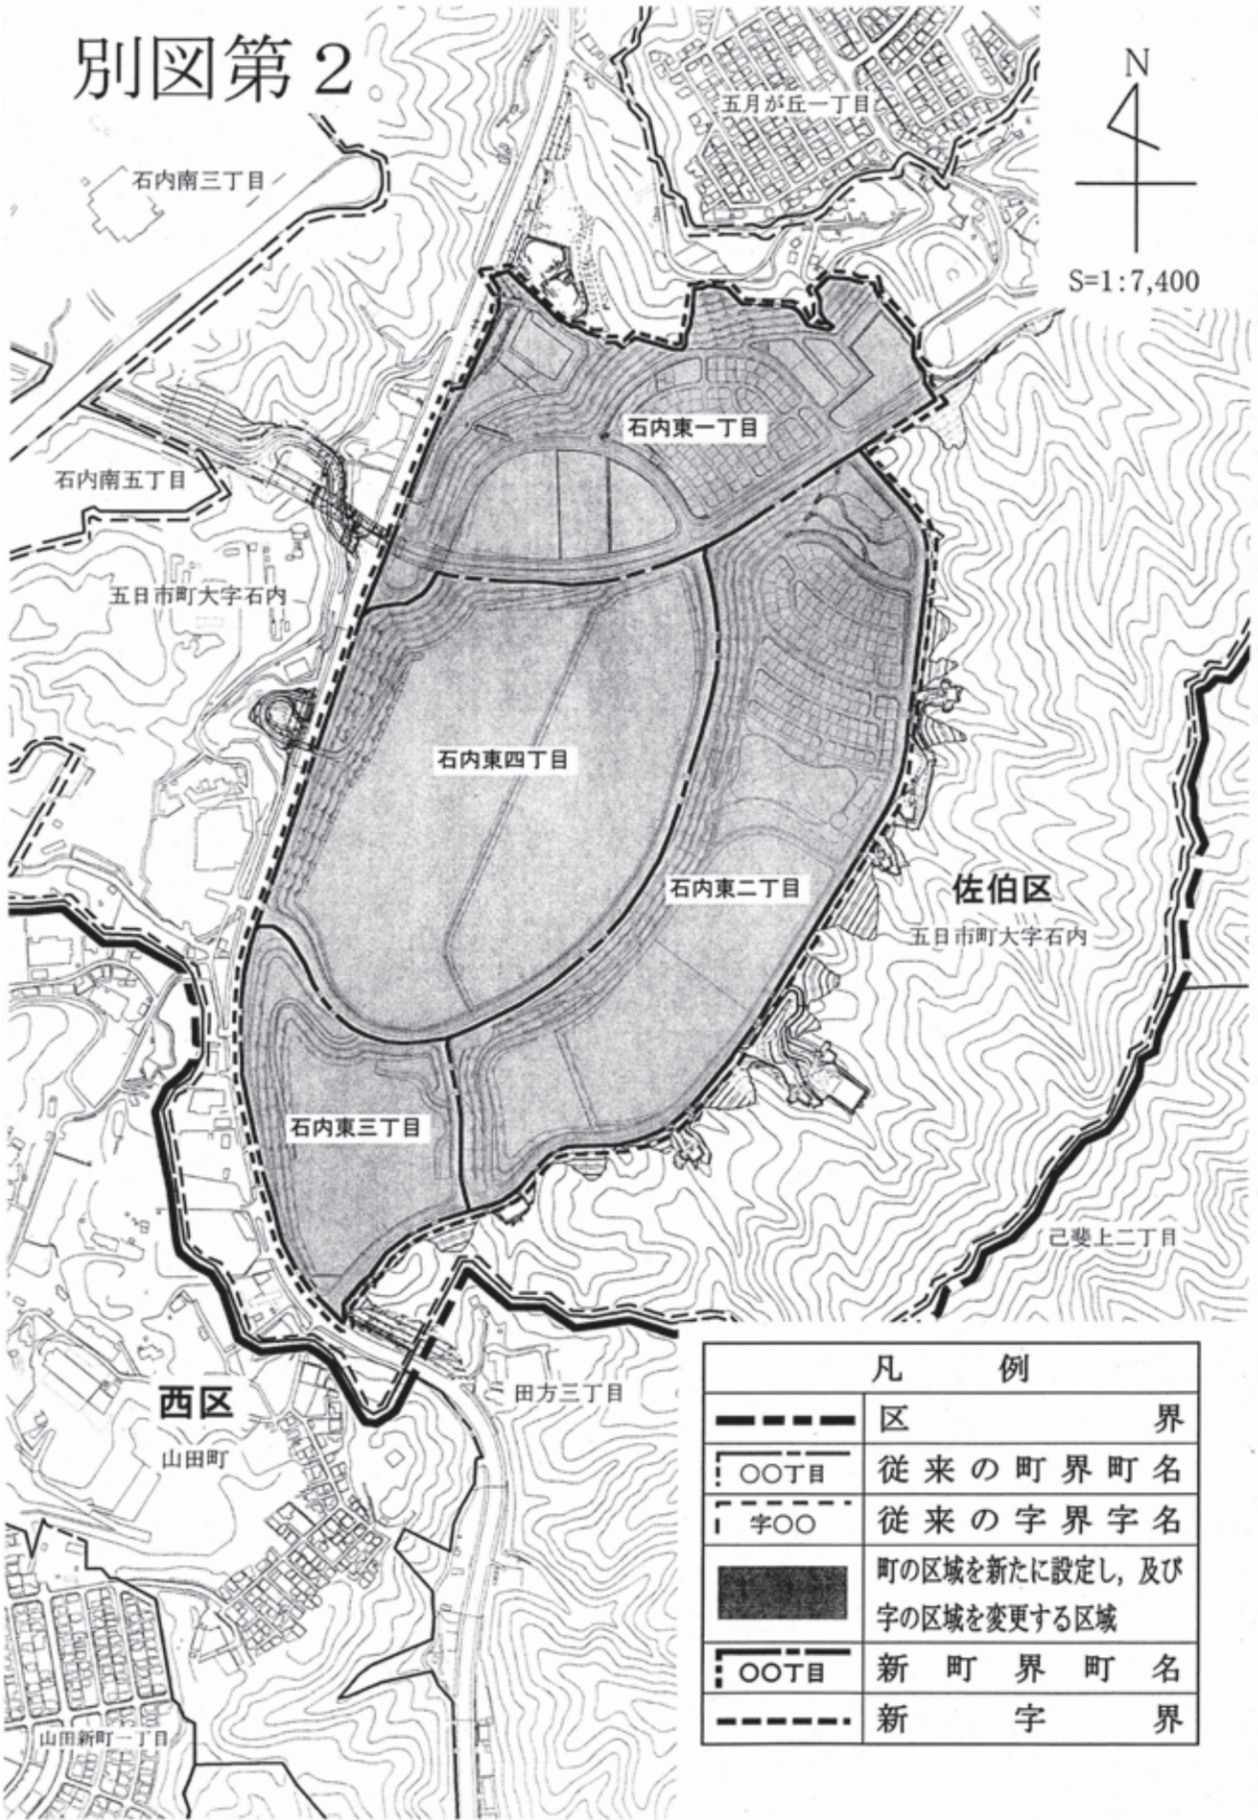 別図第2
五月が丘一丁目
N
石内南三丁目
S=1:7,400
石内東一丁目
石内南五丁目
五日市町大字石内
石内東四丁目
石内東二丁目
佐伯区
五日市町大字石内
石内東三丁目
己斐上二丁目
西区
田方三丁目
山田町
山田新町一丁目
凡例
区界
○○丁目 従来の町界町名
字○○ 従来の字界字名
町の区域を新たに設定し，及び
字の区域を変更する区域
○○丁目 新町界町名
新字界